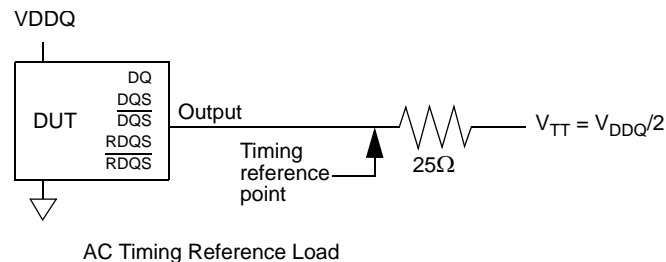 VDDQ
DUT
DQ
DQS
DQS
RDQS
RDQS
Output
Timing
reference
point
25Ω
VTT = VDDQ/2
AC Timing Reference Load